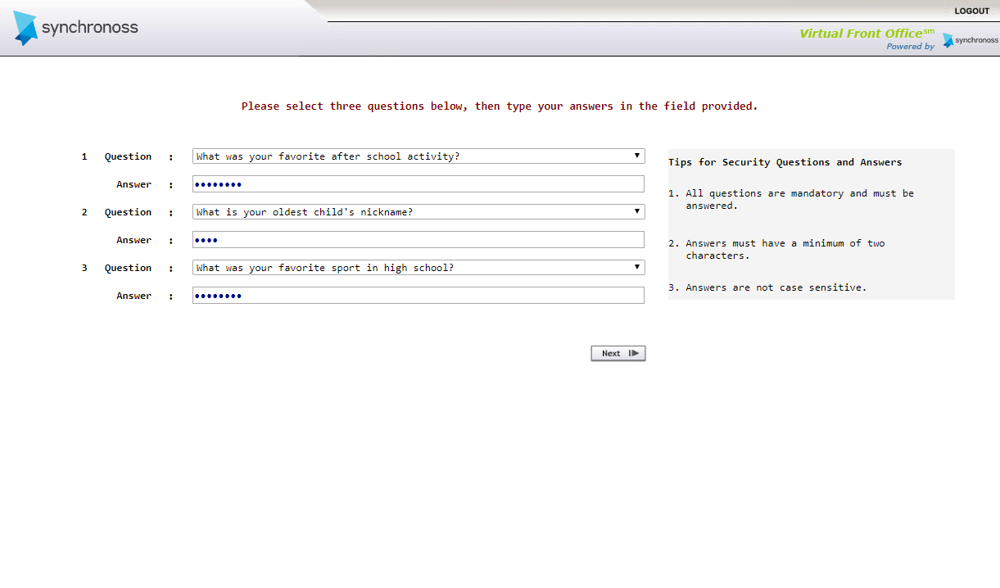 LOGOUT
synchronoss
Virtual Front Office℠
Powered by synchronoss
Please select three questions below, then type your answers in the field provided.
1 Question : What was your favorite after school activity?
Answer : ••••••••
2 Question : What is your oldest child's nickname?
Answer : ••••
3 Question : What was your favorite sport in high school?
Answer : ••••••••
Tips for Security Questions and Answers
1. All questions are mandatory and must be
answered.
2. Answers must have a minimum of two
characters.
3. Answers are not case sensitive.
Next